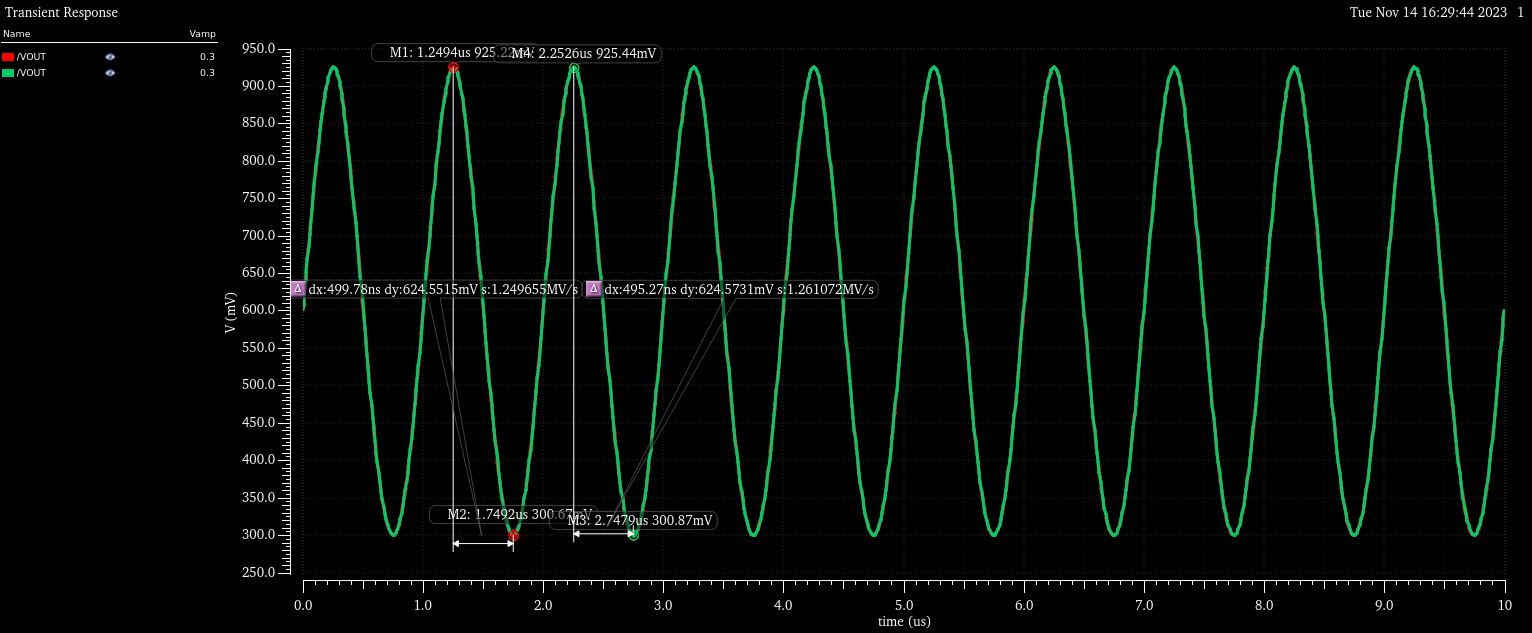 Transient Response
Tue Nov 14 16:29:44 2023 1
Name Vamp
/VOUT 0.3
/VOUT 0.3
M1: 1.2494us 925.22mV
M4: 2.2526us 925.44mV
950.0
900.0
850.0
800.0
750.0
700.0
650.0
600.0
550.0
500.0
450.0
400.0
350.0
300.0
250.0
V (mV)
Δ dx:499.78ns dy:624.5515mV s:1.249655MV/s
Δ dx:495.27ns dy:624.5731mV s:1.261072MV/s
M2: 1.7492us 300.67mV
M3: 2.7479us 300.87mV
0.0 1.0 2.0 3.0 4.0 5.0 6.0 7.0 8.0 9.0 10
time (us)